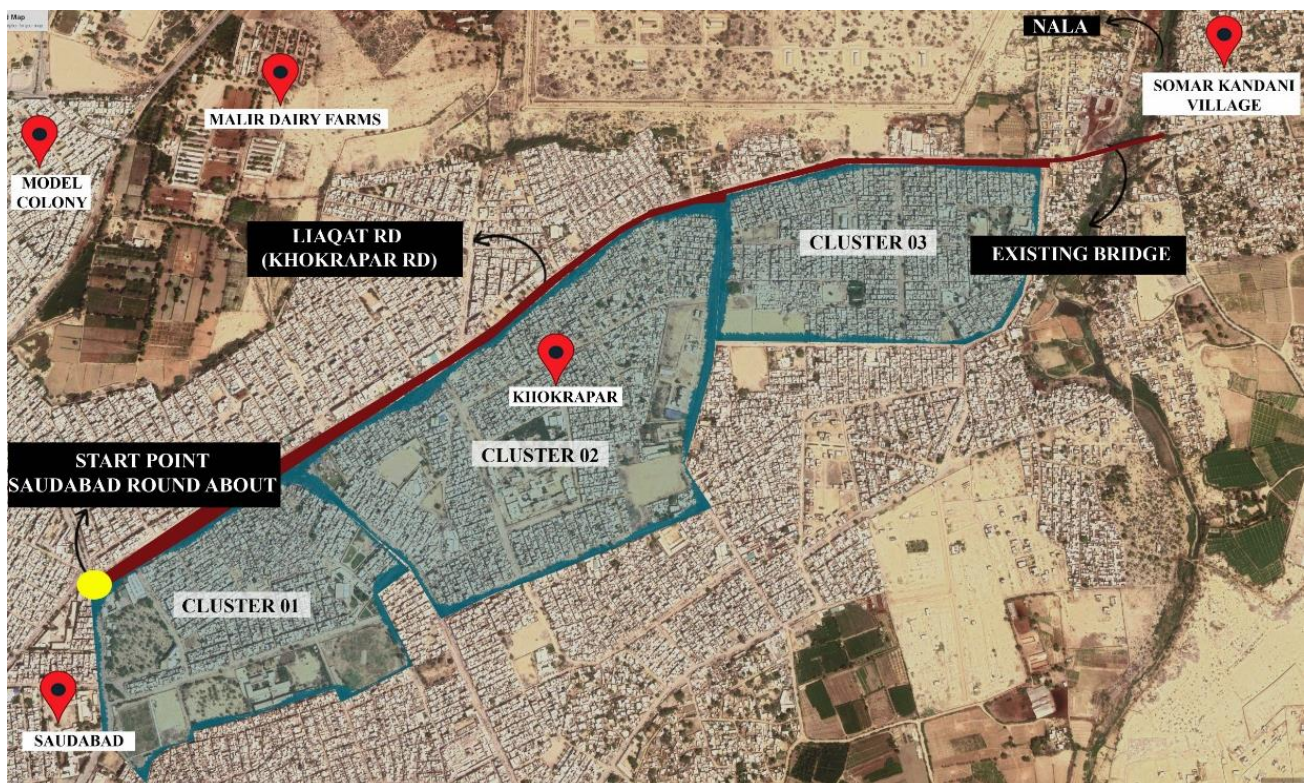 NALA
SOMAR KANDANI
VILLAGE
MALIR DAIRY FARMS
MODEL
COLONY
LIAQAT RD
(KHOKRAPAR RD)
CLUSTER 03
EXISTING BRIDGE
KHOKRAPAR
CLUSTER 02
START POINT
SAUDABAD ROUND ABOUT
CLUSTER 01
SAUDABAD